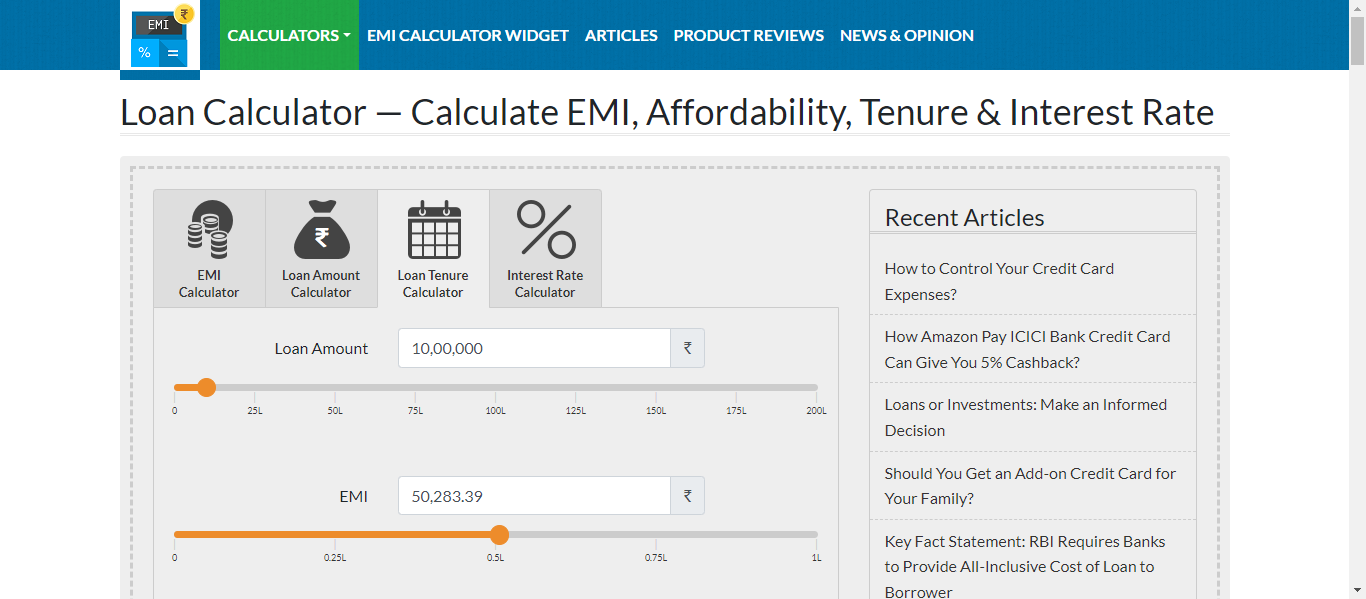 EMI ₹
% =
CALCULATORS EMI CALCULATOR WIDGET ARTICLES PRODUCT REVIEWS NEWS & OPINION
Loan Calculator — Calculate EMI, Affordability, Tenure & Interest Rate
EMI
Calculator
₹
Loan Amount
Calculator
Loan Tenure
Calculator
Interest Rate
Calculator
Loan Amount 10,00,000 ₹
0 25L 50L 75L 100L 125L 150L 175L 200L
EMI 50,283.39 ₹
0 0.25L 0.5L 0.75L 1L
Recent Articles
How to Control Your Credit Card
Expenses?
How Amazon Pay ICICI Bank Credit Card
Can Give You 5% Cashback?
Loans or Investments: Make an Informed
Decision
Should You Get an Add-on Credit Card for
Your Family?
Key Fact Statement: RBI Requires Banks
to Provide All-Inclusive Cost of Loan to
Borrower